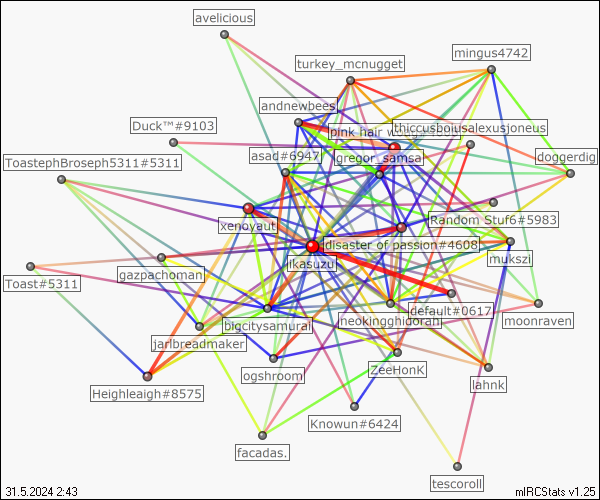 avelicious
mingus4742
turkey_mcnugget
andnewbees
Duck™#9103
pink hair
thiccusboiusalexusjoneus
ToastephBroseph5311#5311
asad#6947
gregor_samsa
doggerdig
xenoyaut
Random Stuf6#5983
disaster of passion#4608
mukszi
ikasuzu
gazpachoman
Toast#5311
bigcitysamurai
neokingghidorah
default#0617
moonraven
jarlbreadmaker
ogshroom
ZeeHonK
lahnk
Heighleaigh#8575
Knowun#6424
facadas.
tescoroll
31.5.2024 2:43
mIRCStats v1.25